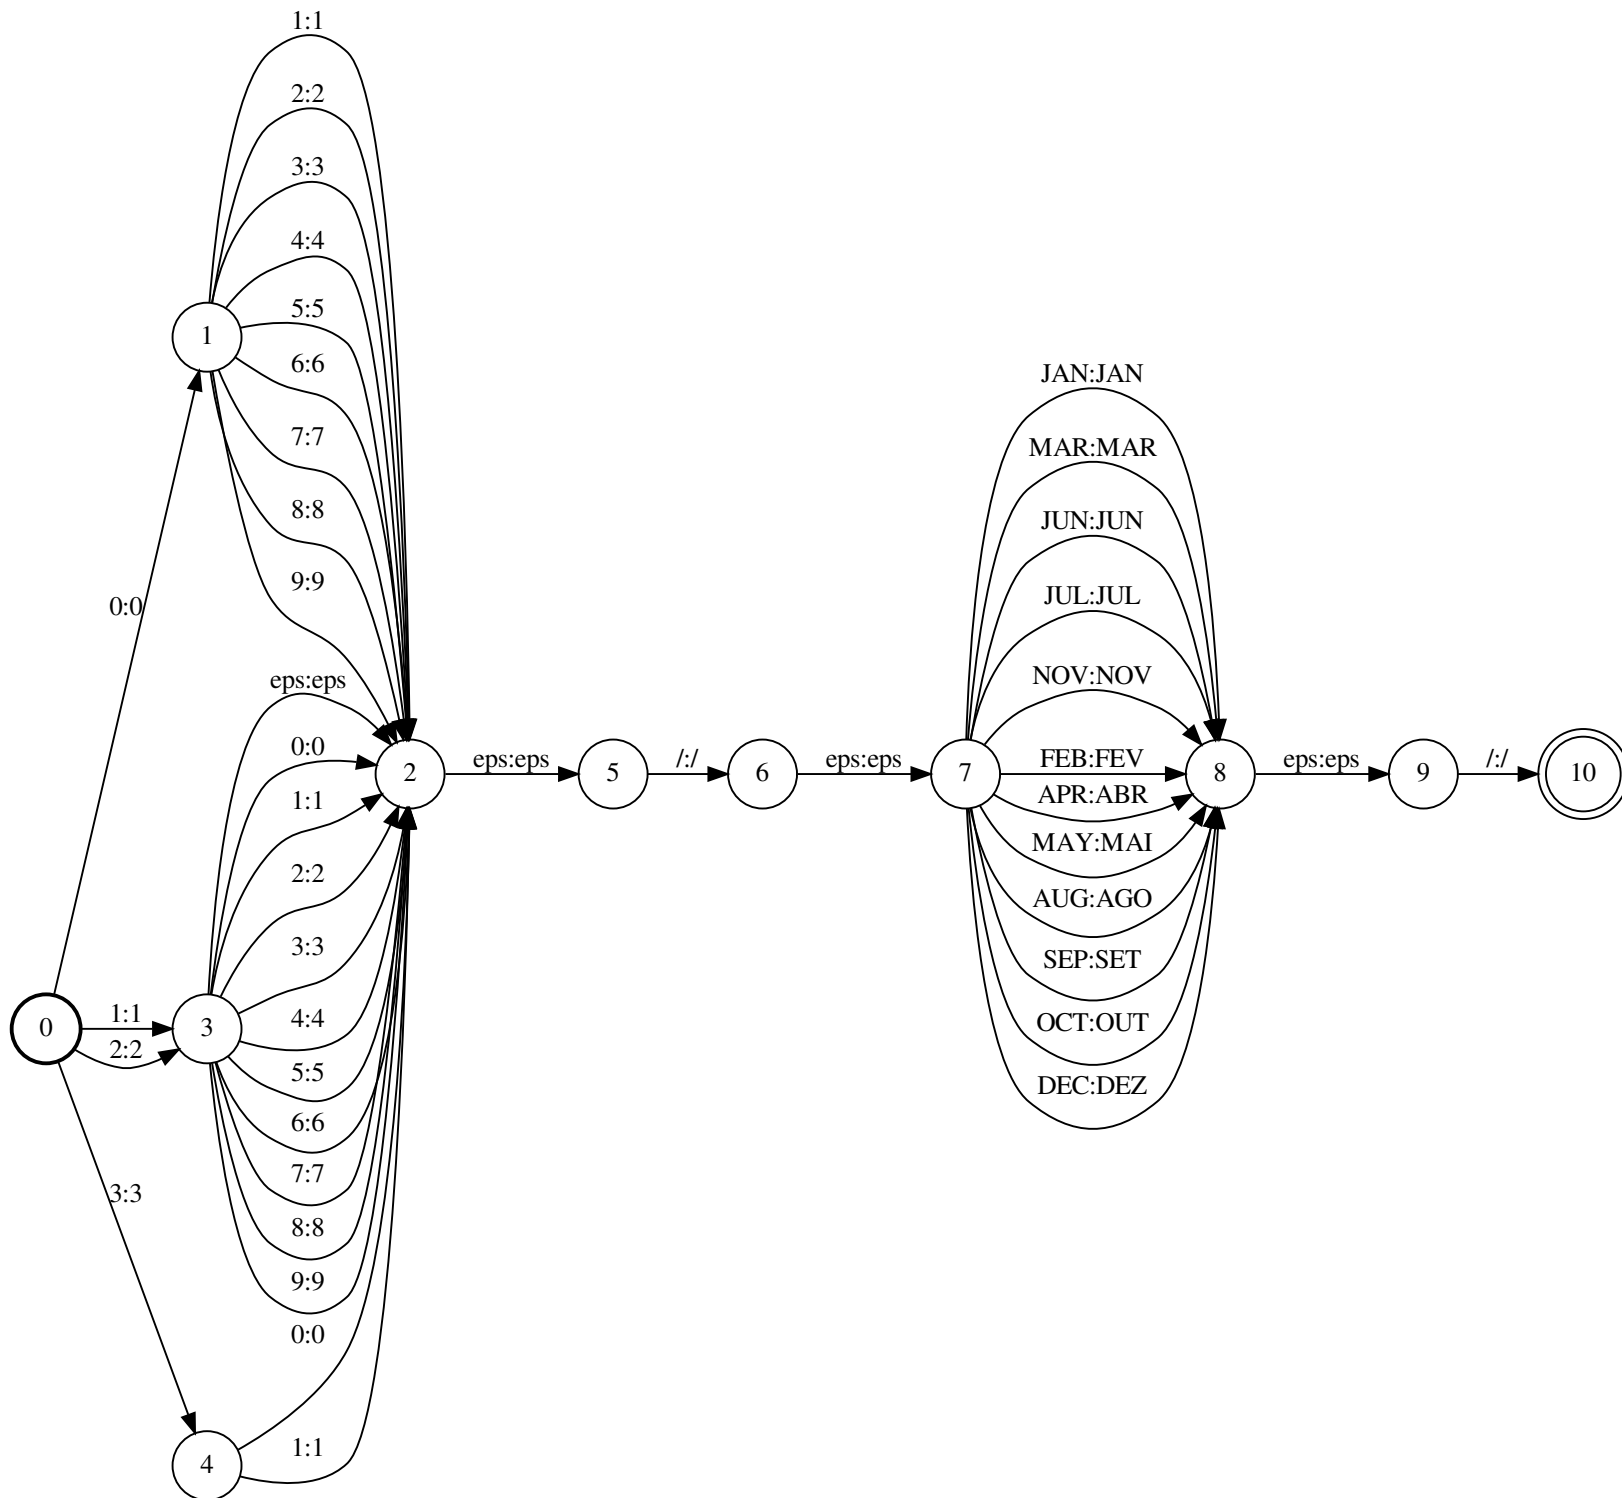 1:1
2:2
3:3
4:4
5:5
6:6
7:7
8:8
9:9
1
0:0
eps:eps
0:0
1:1
2:2
3:3
4:4
5:5
6:6
7:7
8:8
9:9
0
1:1
2:2
3
3:3
0:0
1:1
4
2
eps:eps
5
/:/
6
eps:eps
7
JAN:JAN
MAR:MAR
JUN:JUN
JUL:JUL
NOV:NOV
FEB:FEV
APR:ABR
MAY:MAI
AUG:AGO
SEP:SET
OCT:OUT
DEC:DEZ
8
eps:eps
9
/:/
10